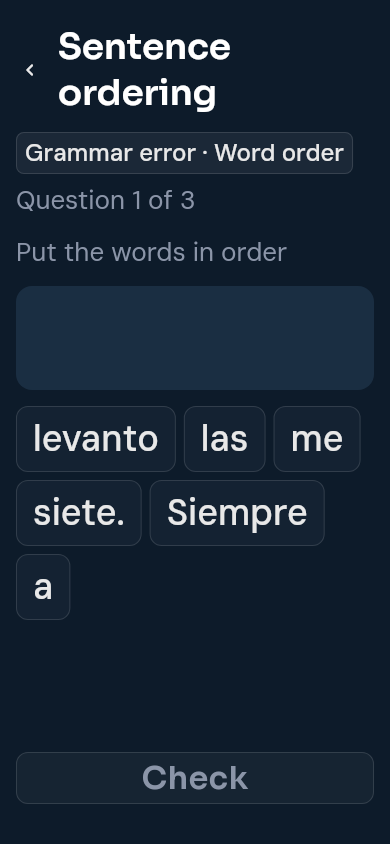 Sentence
ordering
Grammar error · Word order
Question 1 of 3
Put the words in order
levanto las me
siete. Siempre
a
Check